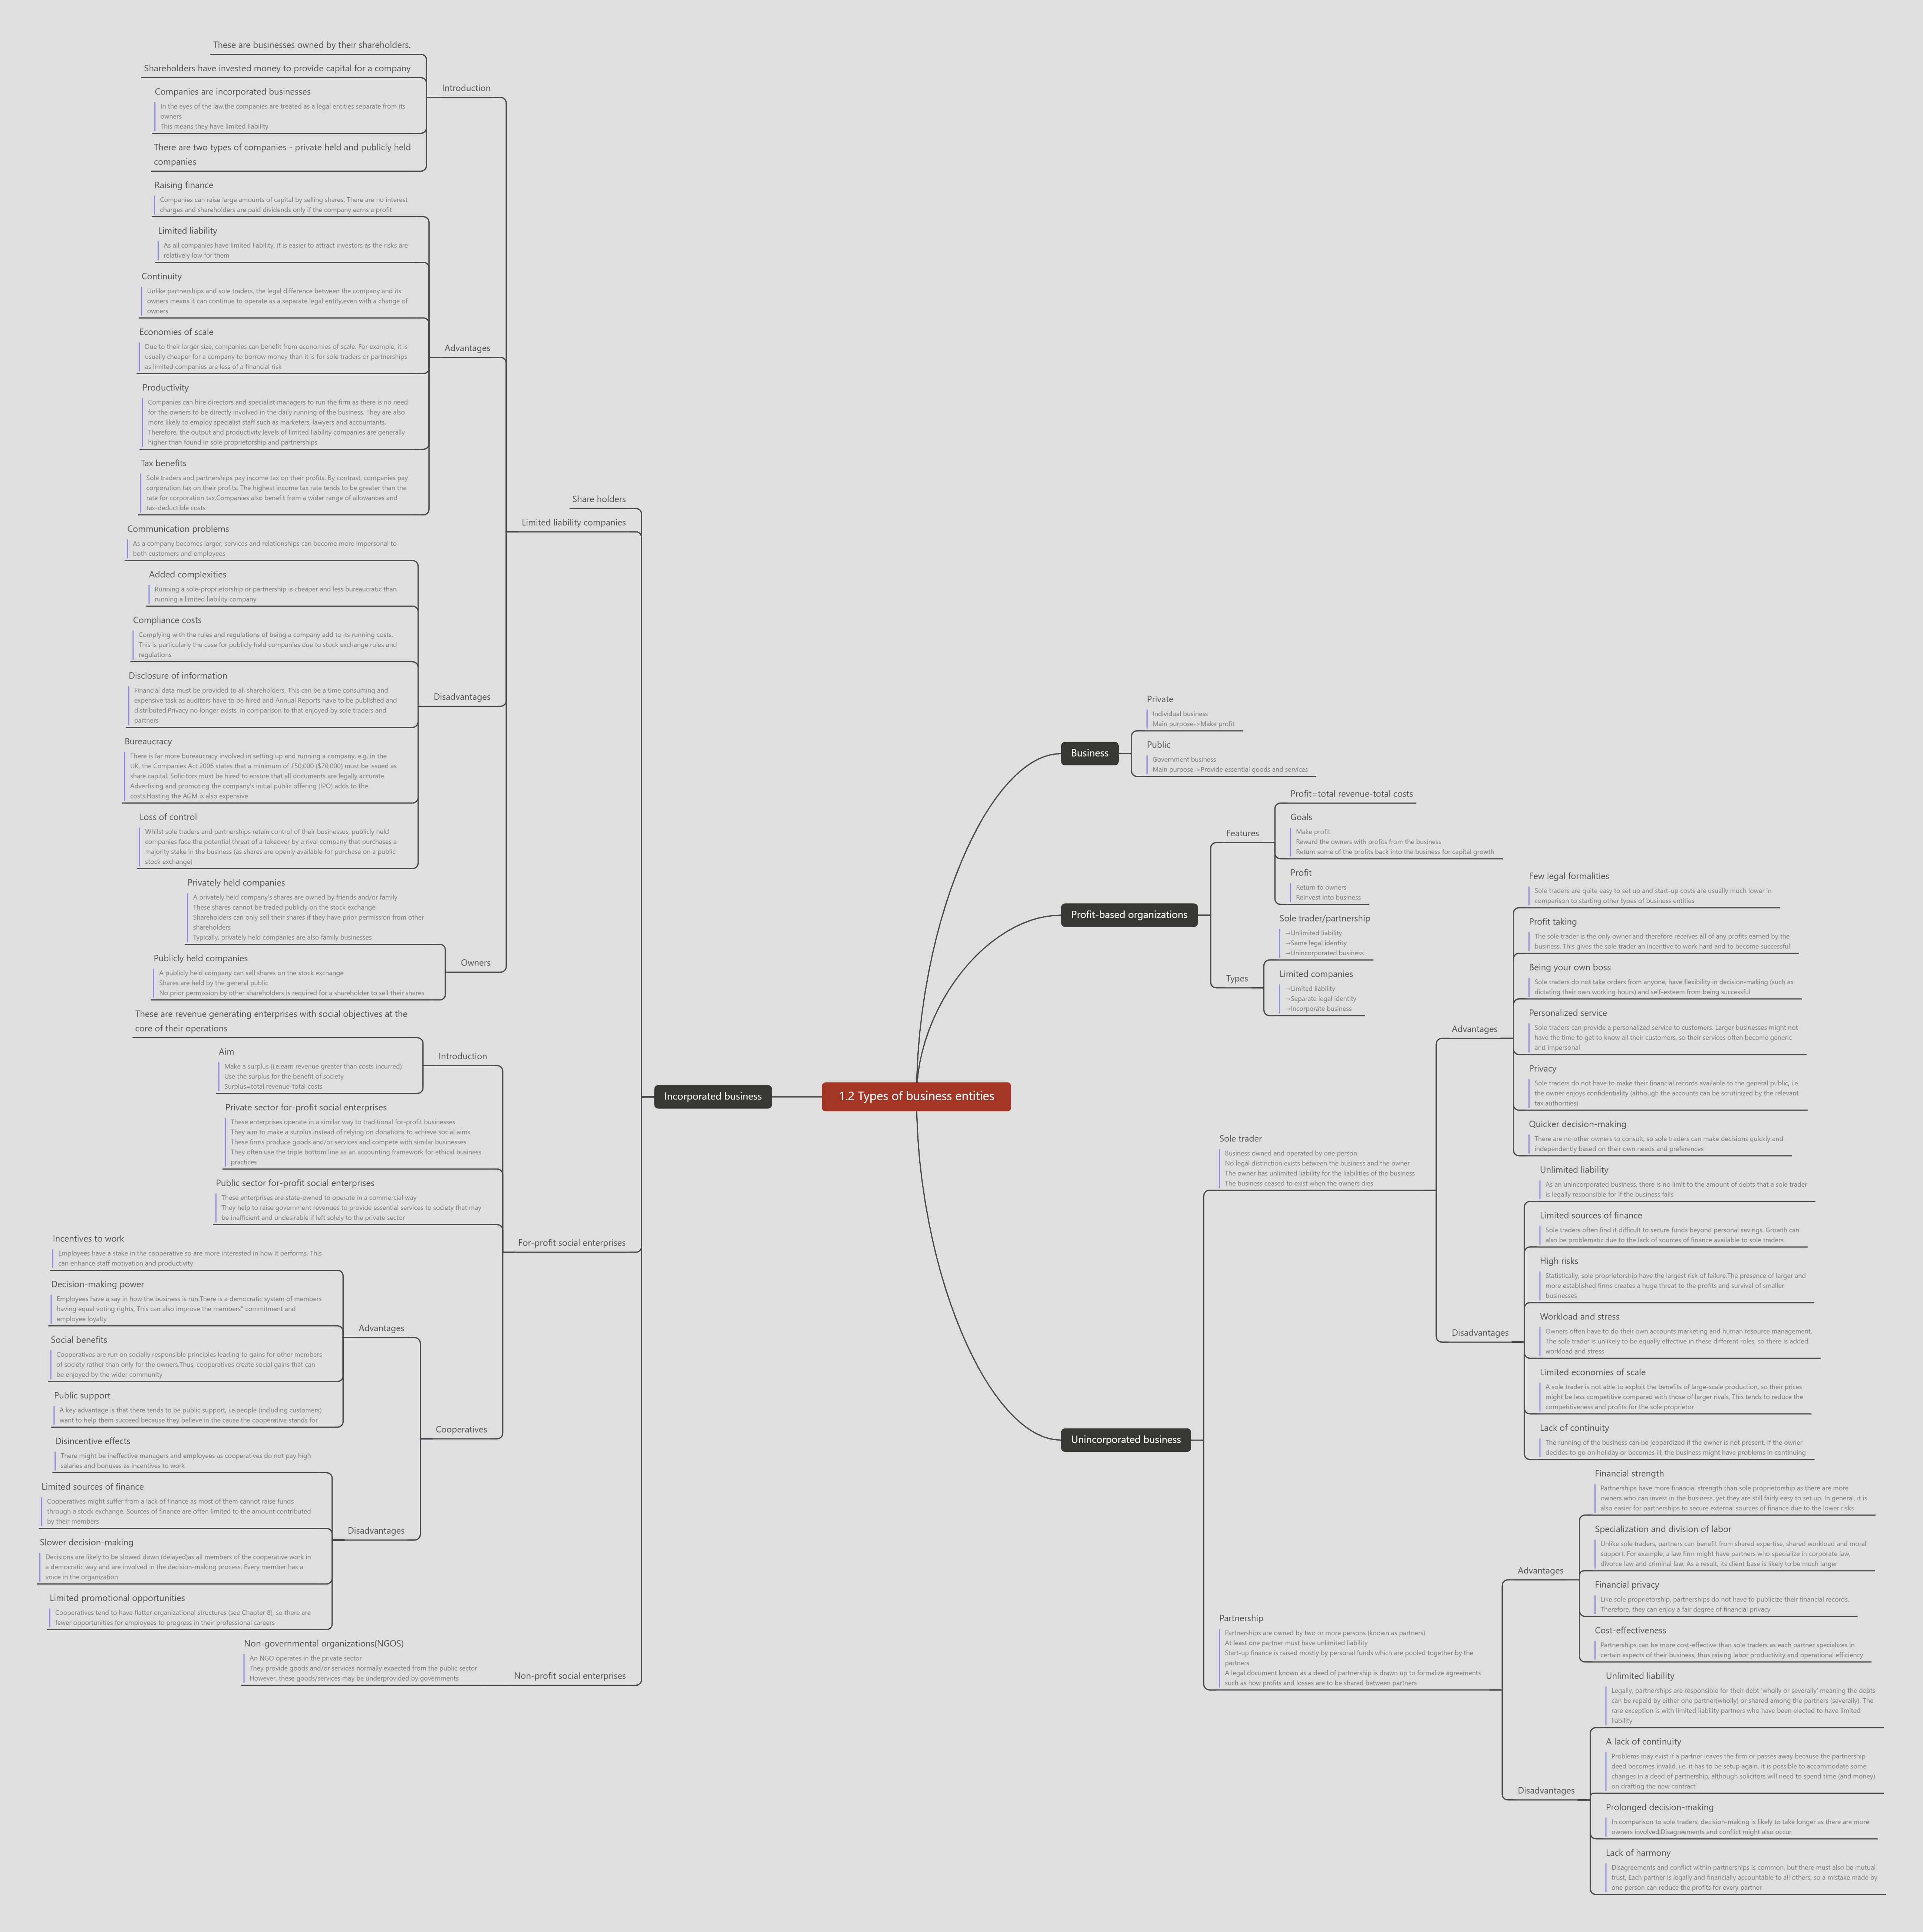 1.2 Types of business entities
Business
Private
Individual business
Main purpose->Make profit
Public
Government business
Main purpose->Provide essential goods and services
Profit-based organizations
Features
Profit=total revenue-total costs
Goals
Make profit
Reward the owners with profits from the business
Return some of the profits back into the business for capital growth
Profit
Return to owners
Reinvest into business
Types
Sole trader/partnership
—Unlimited liability
—Same legal identity
—Unincorporated business
Limited companies
—Limited liability
—Separate legal identity
—Incorporate business
Unincorporated business
Sole trader
Business owned and operated by one person
No legal distinction exists between the business and the owner
The owner has unlimited liability for the liabilities of the business
The business ceased to exist when the owners dies
Advantages
Few legal formalities
Sole traders are quite easy to set up and start-up costs are usually much lower in
comparison to starting other types of business entities
Profit taking
The sole trader is the only owner and therefore receives all of any profits earned by the
business. This gives the sole trader an incentive to work hard and to become successful
Being your own boss
Sole traders do not take orders from anyone, have flexibility in decision-making (such as
dictating their own working hours) and self-esteem from being successful
Personalized service
Sole traders can provide a personalized service to customers. Larger businesses might not
have the time to get to know all their customers, so their services often become generic
and impersonal
Privacy
Sole traders do not have to make their financial records available to the general public, i.e.
the owner enjoys confidentiality (although the accounts can be scrutinized by the relevant
tax authorities)
Quicker decision-making
There are no other owners to consult, so sole traders can make decisions quickly and
independently based on their own needs and preferences
Disadvantages
Unlimited liability
As an unincorporated business, there is no limit to the amount of debts that a sole trader
is legally responsible for if the business fails
Limited sources of finance
Sole traders often find it difficult to secure funds beyond personal savings. Growth can
also be problematic due to the lack of sources of finance available to sole traders
High risks
Statistically, sole proprietorship have the largest risk of failure.The presence of larger and
more established firms creates a huge threat to the profits and survival of smaller
businesses
Workload and stress
Owners often have to do their own accounts marketing and human resource management,
The sole trader is unlikely to be equally effective in these different roles, so there is added
workload and stress
Limited economies of scale
A sole trader is not able to exploit the benefits of large-scale production, so their prices
might be less competitive compared with those of larger rivals, This tends to reduce the
competitiveness and profits for the sole proprietor
Lack of continuity
The running of the business can be jeopardized if the owner is not present. If the owner
decides to go on holiday or becomes ill, the business might have problems in continuing
Partnership
Partnerships are owned by two or more persons (known as partners)
At least one partner must have unlimited liability
Start-up finance is raised mostly by personal funds which are pooled together by the
partners
A legal document known as a deed of partnership is drawn up to formalize agreements
such as how profits and losses are to be shared between partners
Advantages
Financial strength
Partnerships have more financial strength than sole proprietorship as there are more
owners who can invest in the business, yet they are still fairly easy to set up. In general, it is
also easier for partnerships to secure external sources of finance due to the lower risks
Specialization and division of labor
Unlike sole traders, partners can benefit from shared expertise, shared workload and moral
support. For example, a law firm might have partners who specialize in corporate law,
divorce law and criminal law, As a result, its client base is likely to be much larger
Financial privacy
Like sole proprietorship, partnerships do not have to publicize their financial records.
Therefore, they can enjoy a fair degree of financial privacy
Cost-effectiveness
Partnerships can be more cost-effective than sole traders as each partner specializes in
certain aspects of their business, thus raising labor productivity and operational efficiency
Disadvantages
Unlimited liability
Legally, partnerships are responsible for their debt 'wholly or severally' meaning the debts
can be repaid by either one partner(wholly) or shared among the partners (severally). The
rare exception is with limited liability partners who have been elected to have limited
liability
A lack of continuity
Problems may exist if a partner leaves the firm or passes away because the partnership
deed becomes invalid, i.e. it has to be setup again, it is possible to accommodate some
changes in a deed of partnership, although solicitors will need to spend time (and money)
on drafting the new contract
Prolonged decision-making
In comparison to sole traders, decision-making is likely to take longer as there are more
owners involved.Disagreements and conflict might also occur
Lack of harmony
Disagreements and conflict within partnerships is common, but there must also be mutual
trust, Each partner is legally and financially accountable to all others, so a mistake made by
one person can reduce the profits for every partner
Incorporated business
Share holders
Limited liability companies
Introduction
These are businesses owned by their shareholders.
Shareholders have invested money to provide capital for a company
Companies are incorporated businesses
In the eyes of the law,the companies are treated as a legal entities separate from its
owners
This means they have limited liability
There are two types of companies - private held and publicly held
companies
Advantages
Raising finance
Companies can raise large amounts of capital by selling shares. There are no interest
charges and shareholders are paid dividends only if the company earns a profit
Limited liability
As all companies have limited liability, it is easier to attract investors as the risks are
relatively low for them
Continuity
Unlike partnerships and sole traders, the legal difference between the company and its
owners means it can continue to operate as a separate legal entity,even with a change of
owners
Economies of scale
Due to their larger size, companies can benefit from economies of scale. For example, it is
usually cheaper for a company to borrow money than it is for sole traders or partnerships
as limited companies are less of a financial risk
Productivity
Companies can hire directors and specialist managers to run the firm as there is no need
for the owners to be directly involved in the daily running of the business. They are also
more likely to employ specialist staff such as marketers, lawyers and accountants,
Therefore, the output and productivity levels of limited liability companies are generally
higher than found in sole proprietorship and partnerships
Tax benefits
Sole traders and partnerships pay income tax on their profits. By contrast, companies pay
corporation tax on their profits, The highest income tax rate tends to be greater than the
rate for corporation tax.Companies also benefit from a wider range of allowances and
tax-deductible costs
Disadvantages
Communication problems
As a company becomes larger, services and relationships can become more impersonal to
both customers and employees
Added complexities
Running a sole-proprietorship or partnership is cheaper and less bureaucratic than
running a limited liability company
Compliance costs
Complying with the rules and regulations of being a company add to its running costs.
This is particularly the case for publicly held companies due to stock exchange rules and
regulations
Disclosure of information
Financial data must be provided to all shareholders, This can be a time consuming and
expensive task as auditors have to be hired and Annual Reports have to be published and
distributed.Privacy no longer exists, in comparison to that enjoyed by sole traders and
partners
Bureaucracy
There is far more bureaucracy involved in setting up and running a company, e.g. in the
UK, the Companies Act 2006 states that a minimum of £50,000 ($70,000) must be issued as
share capital. Solicitors must be hired to ensure that all documents are legally accurate.
Advertising and promoting the company's initial public offering (IPO) adds to the
costs.Hosting the AGM is also expensive
Loss of control
Whilst sole traders and partnerships retain control of their businesses, publicly held
companies face the potential threat of a takeover by a rival company that purchases a
majority stake in the business (as shares are openly available for purchase on a public
stock exchange)
Owners
Privately held companies
A privately held company's shares are owned by friends and/or family
These shares cannot be traded publicly on the stock exchange
Shareholders can only sell their shares if they have prior permission from other
shareholders
Typically, privately held companies are also family businesses
Publicly held companies
A publicly held company can sell shares on the stock exchange
Shares are held by the general public
No prior permission by other shareholders is required for a shareholder to sell their shares
For-profit social enterprises
Introduction
These are revenue generating enterprises with social objectives at the
core of their operations
Aim
Make a surplus (i.e.earn revenue greater than costs incurred)
Use the surplus for the benefit of society
Surplus=total revenue-total costs
Private sector for-profit social enterprises
These enterprises operate in a similar way to traditional for-profit businesses
They aim to make a surplus instead of relying on donations to achieve social aims
These firms produce goods and/or services and compete with similar businesses
They often use the triple bottom line as an accounting framework for ethical business
practices
Public sector for-profit social enterprises
These enterprises are state-owned to operate in a commercial way
They help to raise government revenues to provide essential services to society that may
be inefficient and undesirable if left solely to the private sector
Cooperatives
Advantages
Incentives to work
Employees have a stake in the cooperative so are more interested in how it performs. This
can enhance staff motivation and productivity
Decision-making power
Employees have a say in how the business is run.There is a democratic system of members
having equal voting rights, This can also improve the members" commitment and
employee loyalty
Social benefits
Cooperatives are run on socially responsible principles leading to gains for other members
of society rather than only for the owners.Thus, cooperatives create social gains that can
be enjoyed by the wider community
Public support
A key advantage is that there tends to be public support, i.e.people (including customers)
want to help them succeed because they believe in the cause the cooperative stands for
Disadvantages
Disincentive effects
There might be ineffective managers and employees as cooperatives do not pay high
salaries and bonuses as incentives to work
Limited sources of finance
Cooperatives might suffer from a lack of finance as most of them cannot raise funds
through a stock exchange. Sources of finance are often limited to the amount contributed
by their members
Slower decision-making
Decisions are likely to be slowed down (delayed)as all members of the cooperative work in
a democratic way and are involved in the decision-making process. Every member has a
voice in the organization
Limited promotional opportunities
Cooperatives tend to have flatter organizational structures (see Chapter 8), so there are
fewer opportunities for employees to progress in their professional careers
Non-profit social enterprises
Non-governmental organizations(NGOS)
An NGO operates in the private sector
They provide goods and/or services normally expected from the public sector
However, these goods/services may be underprovided by governments